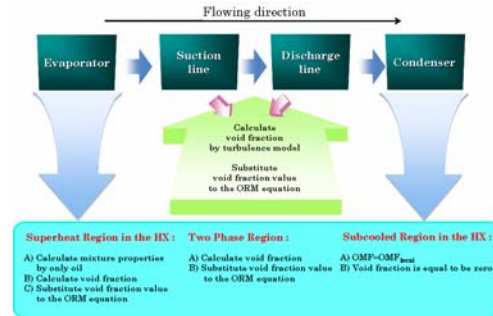 Flowing direction
Evaporator
Suction
line
Discharge
line
Condenser
Calculate
void fraction
by turbulence model
Substitute
void fraction value
to the ORM equation
Superheat Region in the HX :
A) Calculate mixture properties
by only oil
B) Calculate void fraction
C) Substitute void fraction value
to the ORM equation
Two Phase Region :
A) Calculate void fraction
B) Substitute void fraction value
to the ORM equation
Subcooled Region in the HX :
A) OMF=OMFlocal
B) Void fraction is equal to be zero